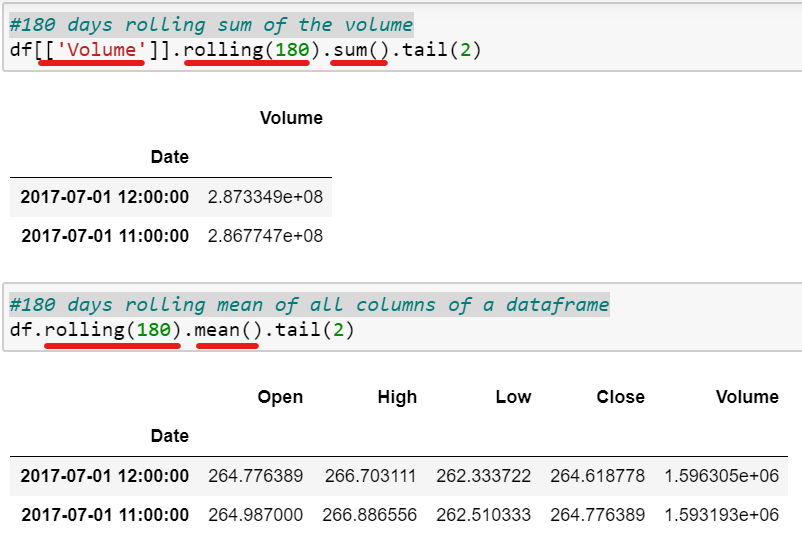 #180 days rolling sum of the volume
df[['Volume']].rolling(180).sum().tail(2)
Volume
Date
2017-07-01 12:00:00 2.873349e+08
2017-07-01 11:00:00 2.867747e+08
#180 days rolling mean of all columns of a dataframe
df.rolling(180).mean().tail(2)
Open High Low Close Volume
Date
2017-07-01 12:00:00 264.776389 266.703111 262.333722 264.618778 1.596305e+06
2017-07-01 11:00:00 264.987000 266.886556 262.510333 264.776389 1.593193e+06